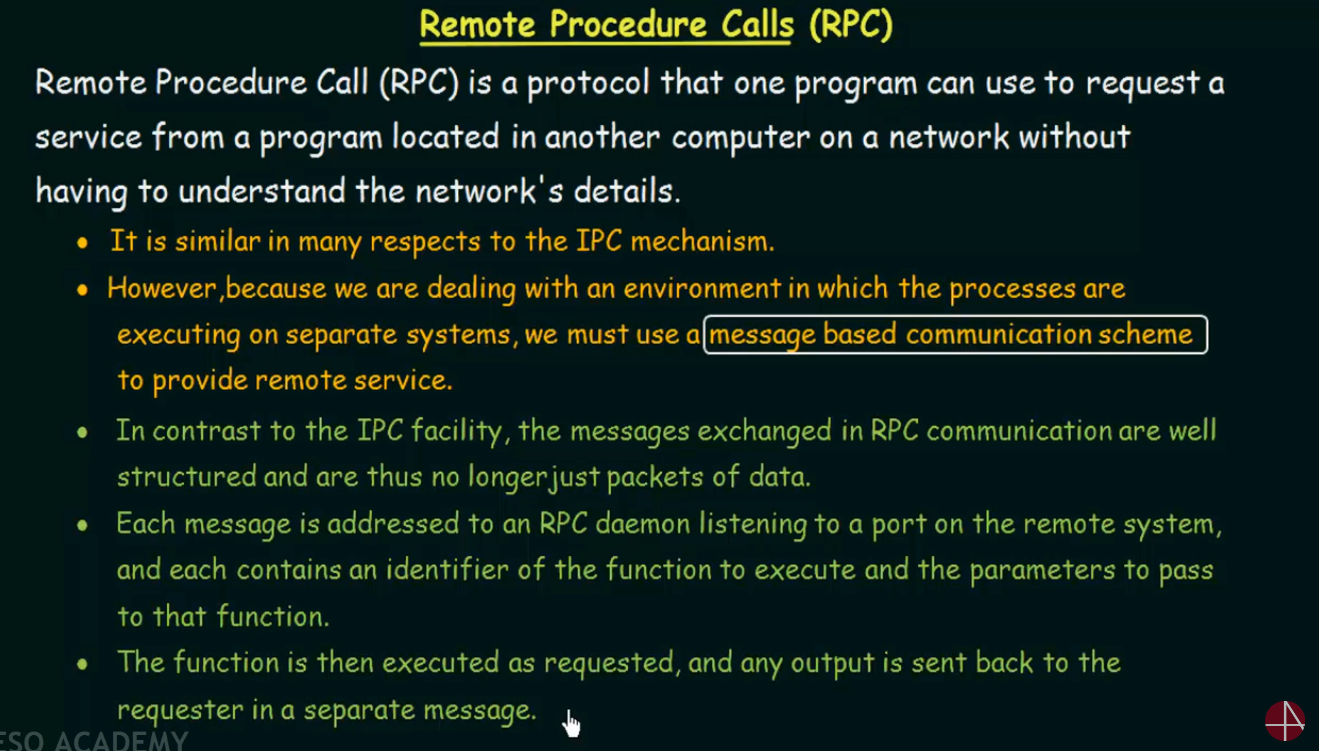 Remote Procedure Calls (RPC)
Remote Procedure Call (RPC) is a protocol that one program can use to request a
service from a program located in another computer on a network without
having to understand the network's details.
• It is similar in many respects to the IPC mechanism.
• However,because we are dealing with an environment in which the processes are
executing on separate systems, we must use a message based communication scheme
to provide remote service.
• In contrast to the IPC facility, the messages exchanged in RPC communication are well
structured and are thus no longer just packets of data.
• Each message is addressed to an RPC daemon listening to a port on the remote system,
and each contains an identifier of the function to execute and the parameters to pass
to that function.
• The function is then executed as requested, and any output is sent back to the
requester in a separate message.
ESO ACADEMY